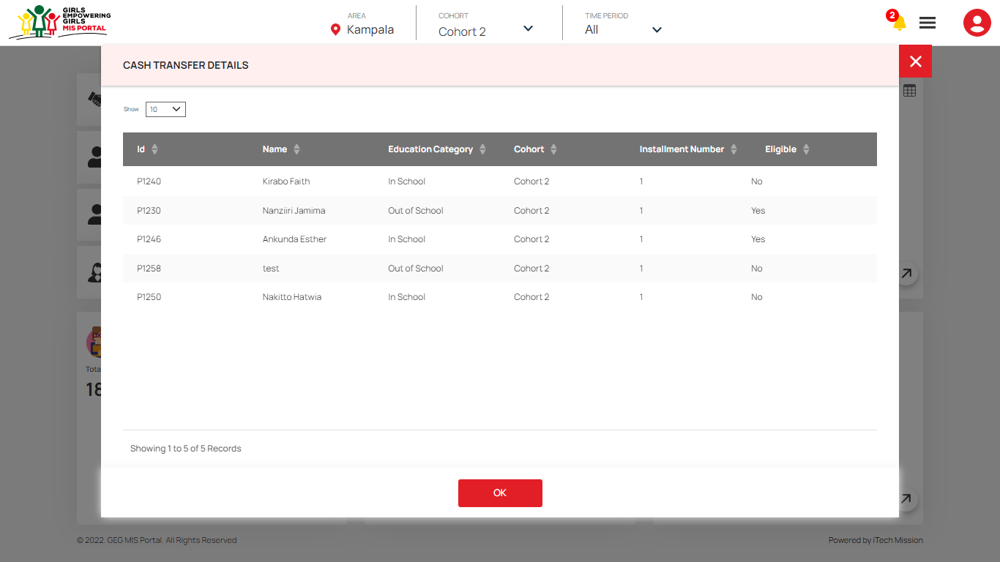 GIRLS
EMPOWERING
GIRLS
MIS PORTAL
AREA
Kampala
COHORT
Cohort 2
TIME PERIOD
All
2
CASH TRANSFER DETAILS
Show 10
Id Name Education Category Cohort Installment Number Eligible
P1240 Kirabo Faith In School Cohort 2 1 No
P1230 Nanziiri Jamima Out of School Cohort 2 1 Yes
P1246 Ankunda Esther In School Cohort 2 1 Yes
P1258 test Out of School Cohort 2 1 No
P1250 Nakitto Hatwia In School Cohort 2 1 No
Tota
18
Showing 1 to 5 of 5 Records
OK
© 2022. GEG MIS Portal. All Rights Reserved
Powered by iTech Mission